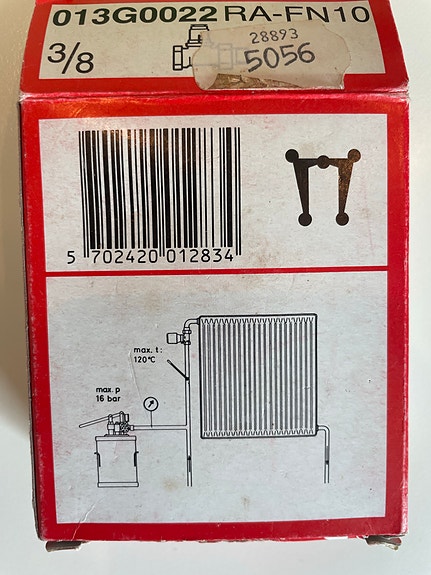 013G0022 RA-FN10
3/8
28893
5056
5 702420 012834
max. t :
120°C
max. p
16 bar